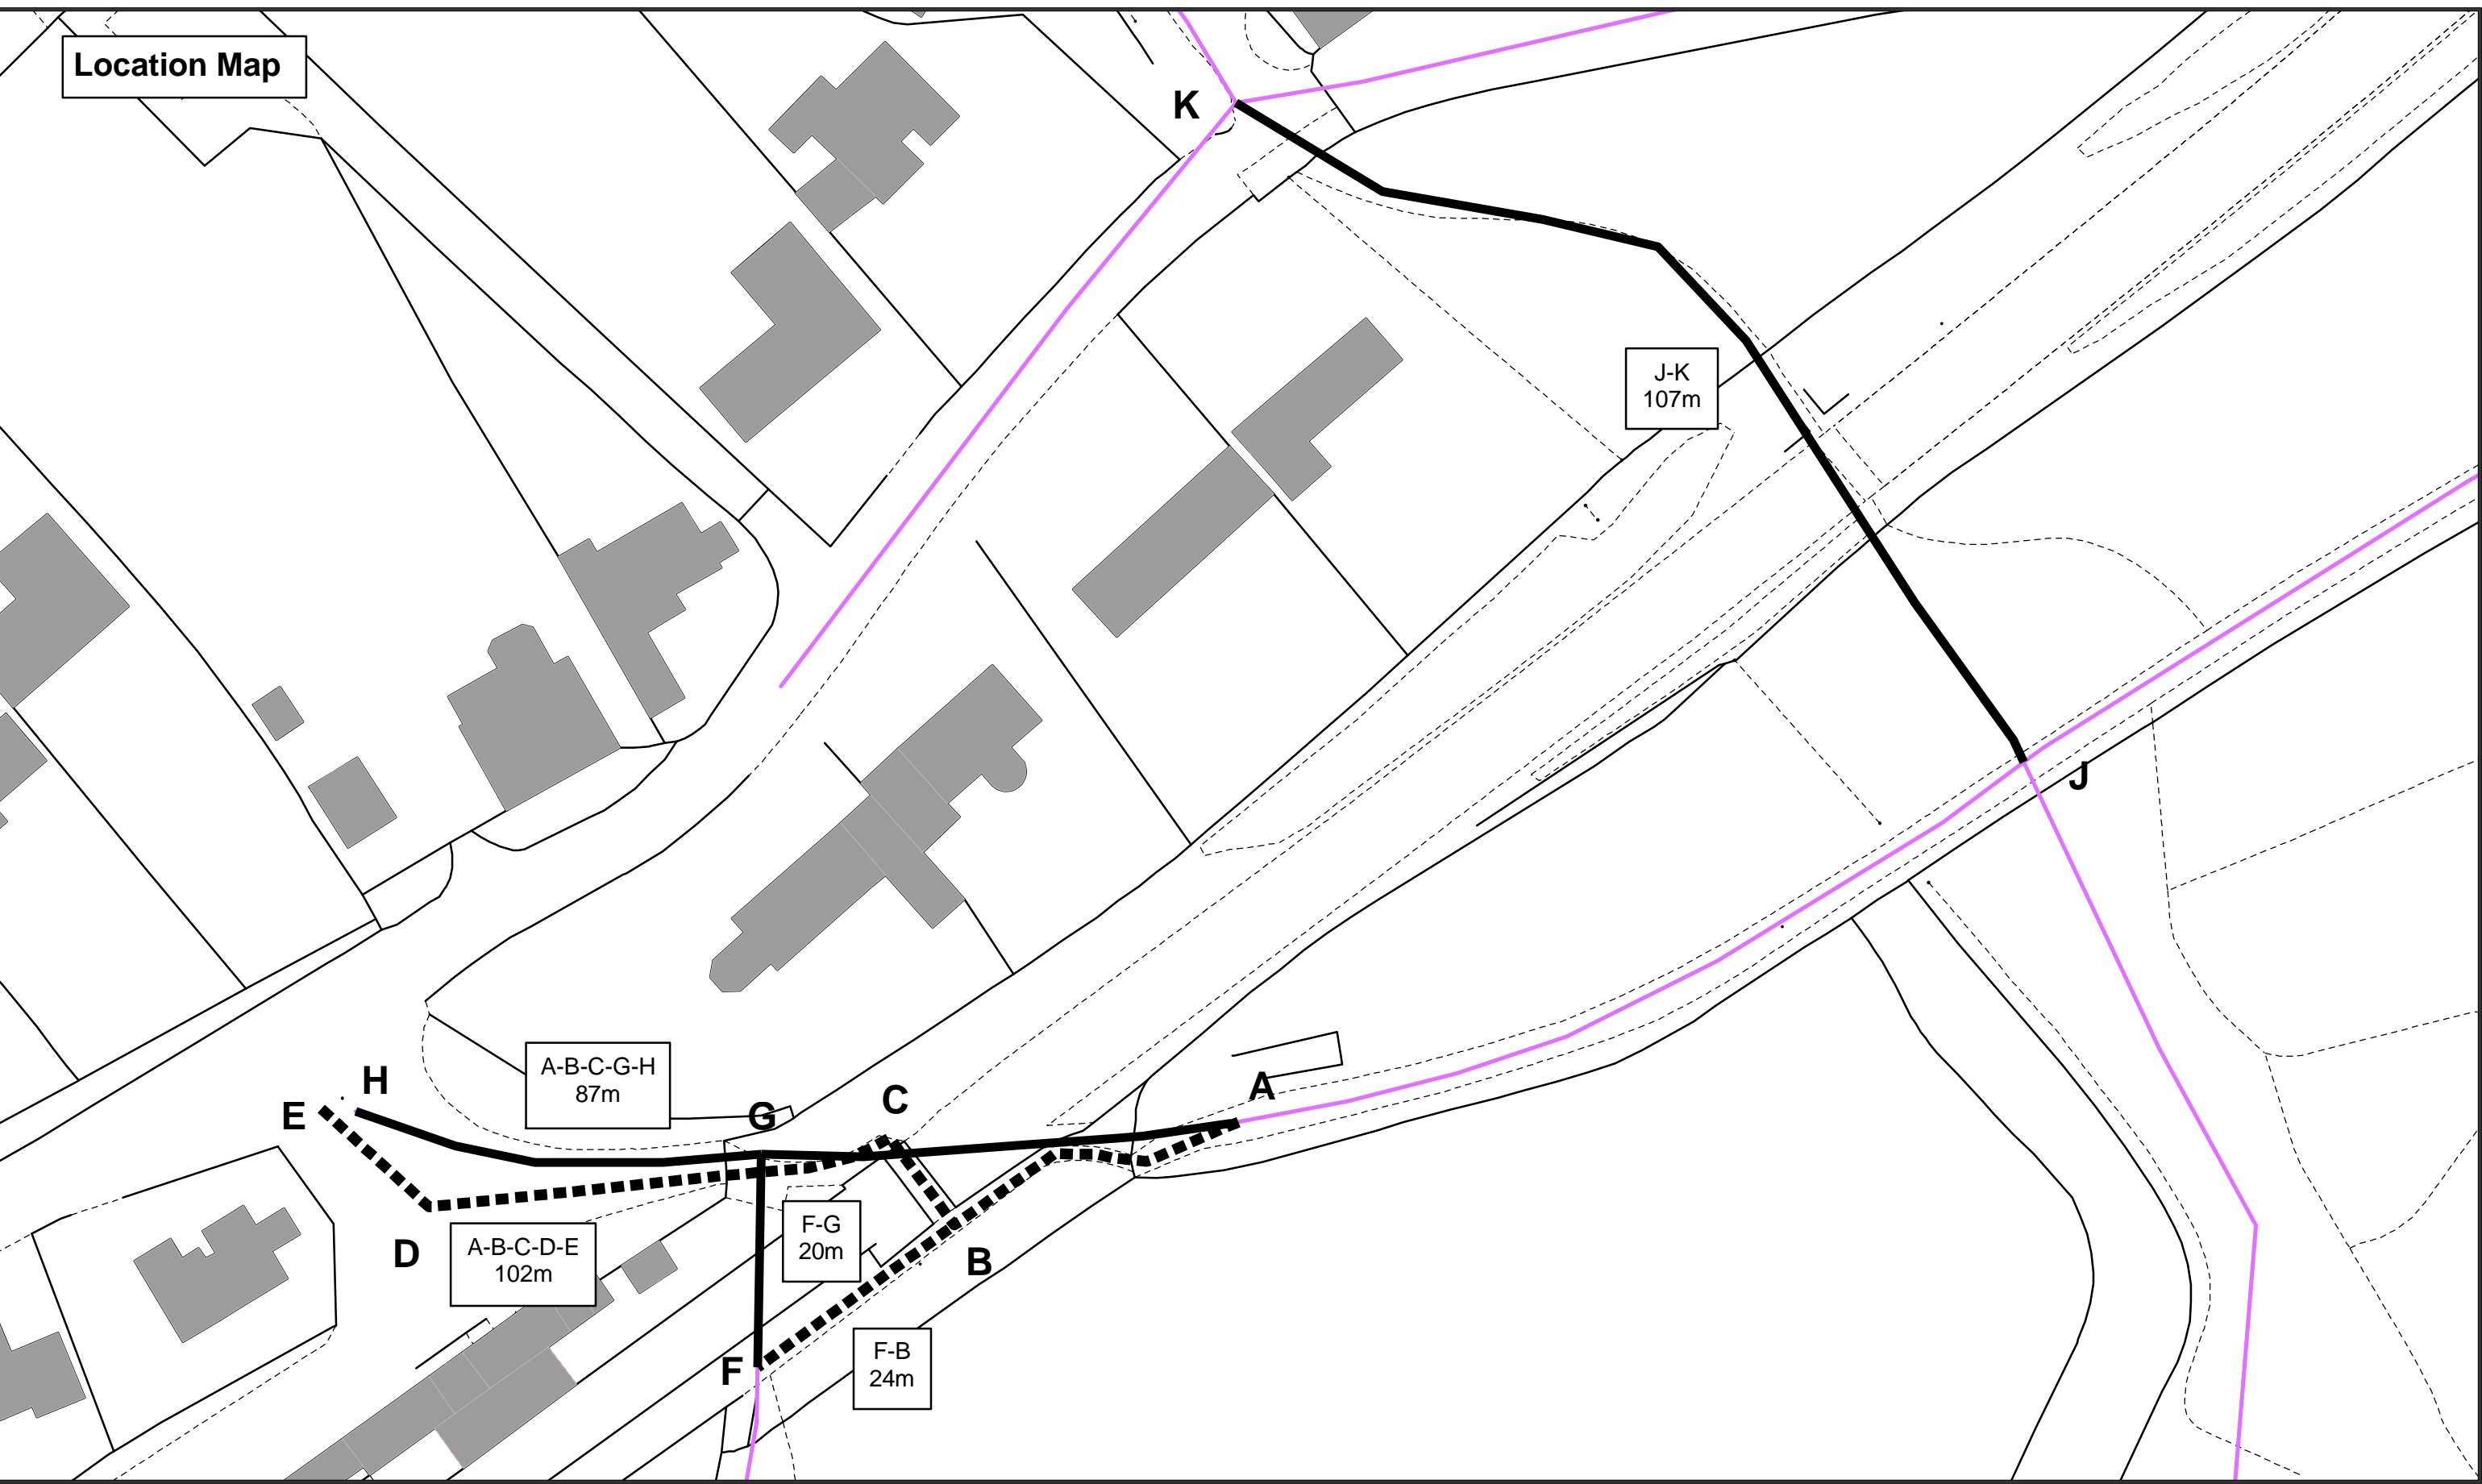 Location Map
K
J-K
107m
J
H
E
A-B-C-G-H
87m
G
C
A
D
A-B-C-D-E
102m
F-G
20m
B
F
F-B
24m